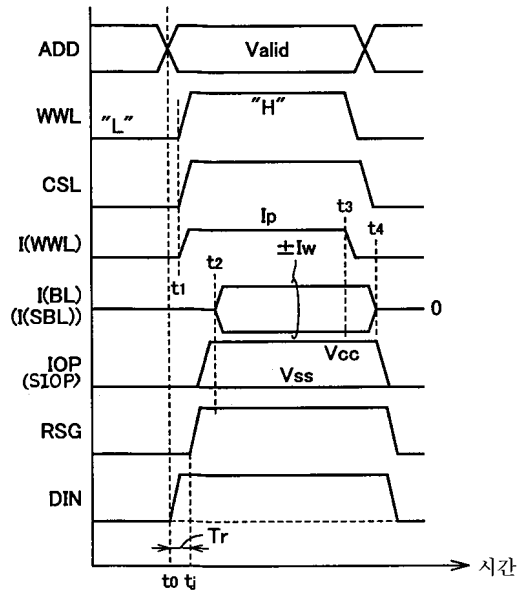 ADD
Valid
WWL
"L"
"H"
CSL
I(WWL)
Ip
t3
t4
t1
t2
±Iw
I(BL)
(I(SBL))
0
Vcc
IOP
(SIOP)
Vss
RSG
DIN
Tr
t0 tj
시간